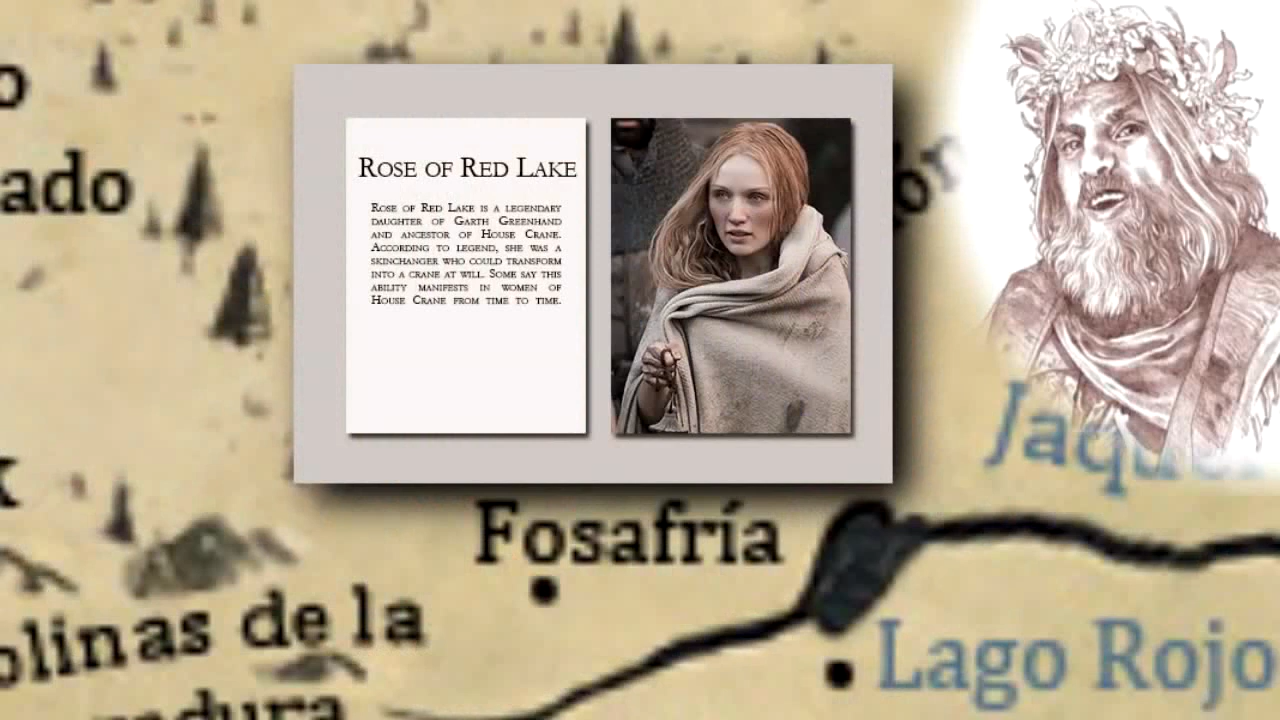 ado
ROSE OF RED LAKE
ROSE OF RED LAKE IS A LEGENDARY
DAUGHTER OF GARTH GREENHAND
AND ANCESTOR OF HOUSE CRANE.
ACCORDING TO LEGEND, SHE WAS A
SKINCHANGER WHO COULD TRANSFORM
INTO A CRANE AT WILL. SOME SAY THIS
ABILITY MANIFESTS IN WOMEN OF
HOUSE CRANE FROM TIME TO TIME.
Jaqu
Fosafría
olinas de la
Lago Rojo